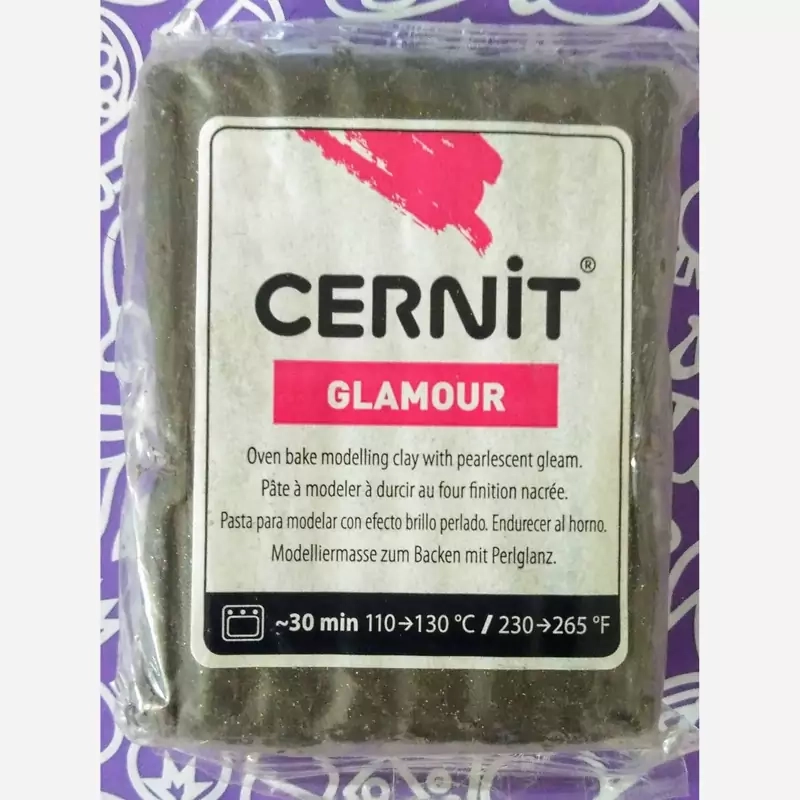 CERNiT®
GLAMOUR
Oven bake modelling clay with pearlescent gleam.
Pâte à modeler à durcir au four finition nacrée.
Pasta para modelar con efecto brillo perlado. Endurecer al horno.
Modelliermasse zum Backen mit Perlglanz.
~30 min 110→130 °C / 230→265 °F